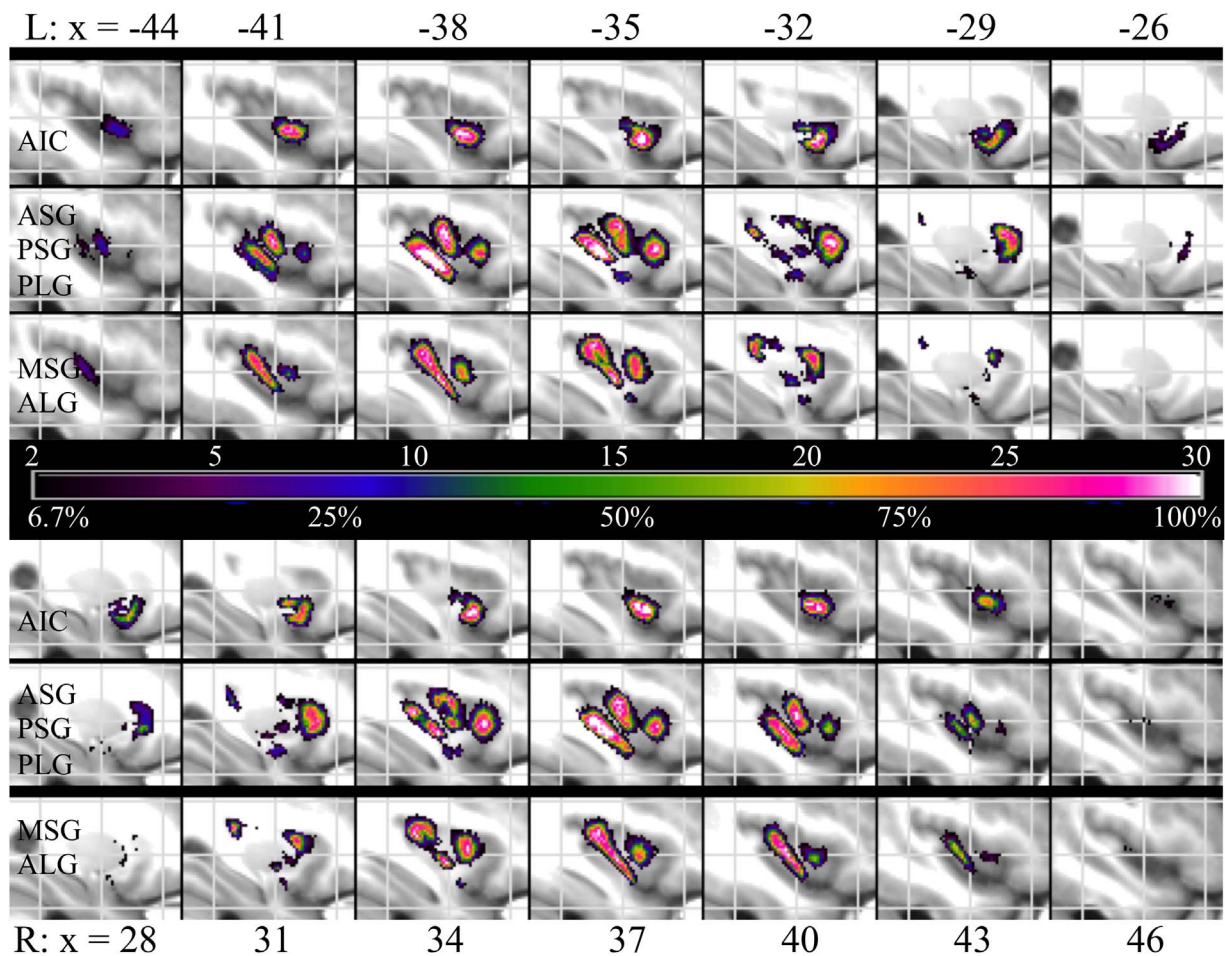 L: x = -44 -41 -38 -35 -32 -29 -26
AIC
ASG
PSG
PLG
MSG
ALG
2 5 10 15 20 25 30
6.7% 25% 50% 75% 100%
AIC
ASG
PSG
PLG
MSG
ALG
R: x = 28 31 34 37 40 43 46